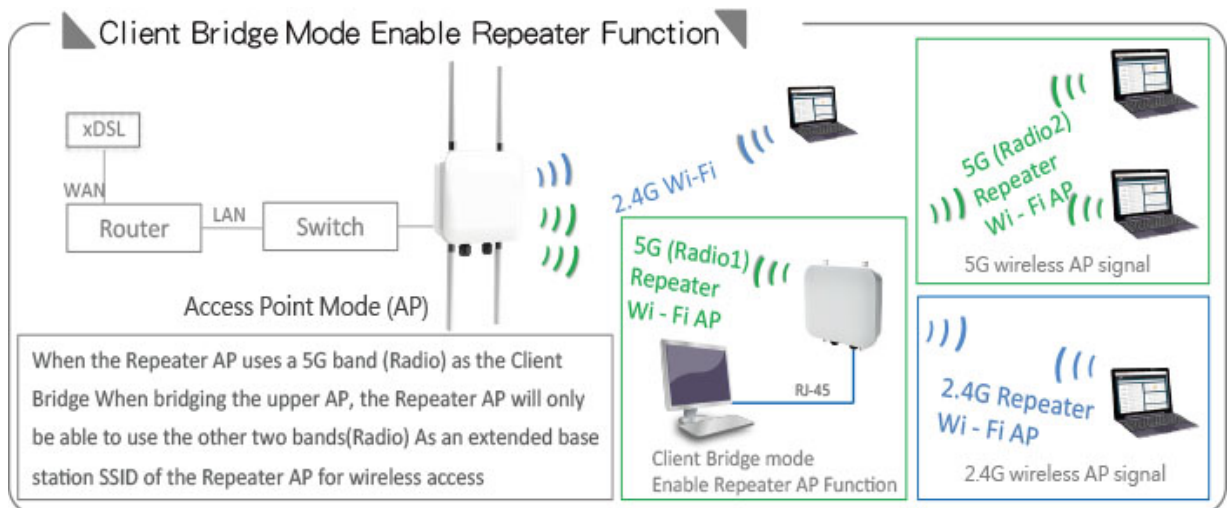 Client Bridge Mode Enable Repeater Function
xDSL
WAN
Router
LAN
Switch
Access Point Mode (AP)
2.4G Wi-Fi
When the Repeater AP uses a 5G band (Radio) as the Client
Bridge When bridging the upper AP, the Repeater AP will only
be able to use the other two bands(Radio) As an extended base
station SSID of the Repeater AP for wireless access
5G (Radio1)
Repeater
Wi - Fi AP
RJ-45
Client Bridge mode
Enable Repeater AP Function
5G (Radio2)
Repeater
Wi - Fi AP
5G wireless AP signal
2.4G Repeater
Wi - Fi AP
2.4G wireless AP signal